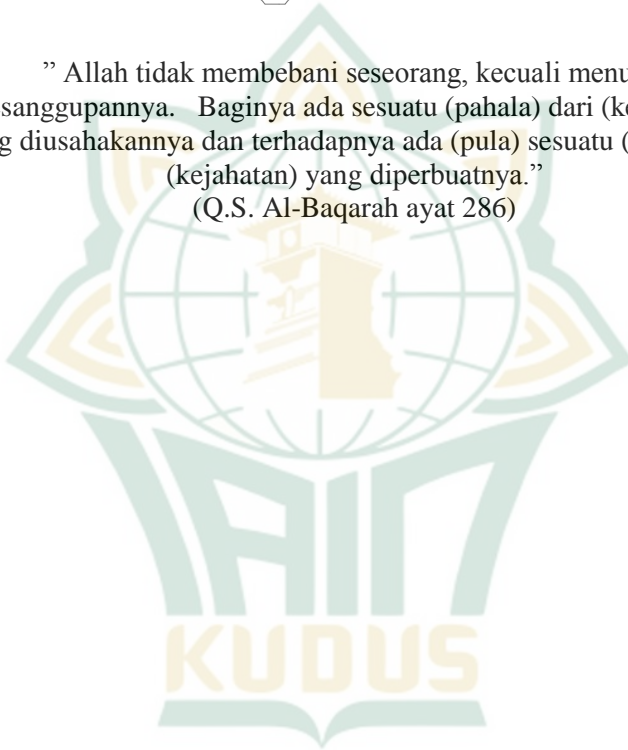 ” Allah tidak membebani seseorang, kecuali menu
sanggupannya. Baginya ada sesuatu (pahala) dari (ke
g diusahakannya dan terhadapnya ada (pula) sesuatu (
(kejahatan) yang diperbuatnya.”
(Q.S. Al-Baqarah ayat 286)
IAIN
KUDUS